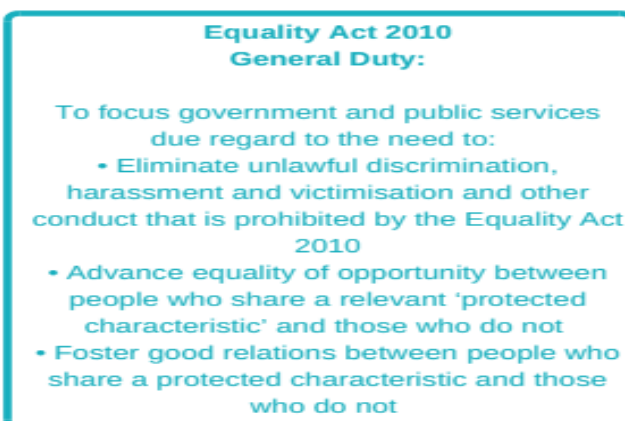 Equality Act 2010
General Duty:
To focus government and public services
due regard to the need to:
• Eliminate unlawful discrimination,
harassment and victimisation and other
conduct that is prohibited by the Equality Act
2010
• Advance equality of opportunity between
people who share a relevant ‘protected
characteristic’ and those who do not
• Foster good relations between people who
share a protected characteristic and those
who do not